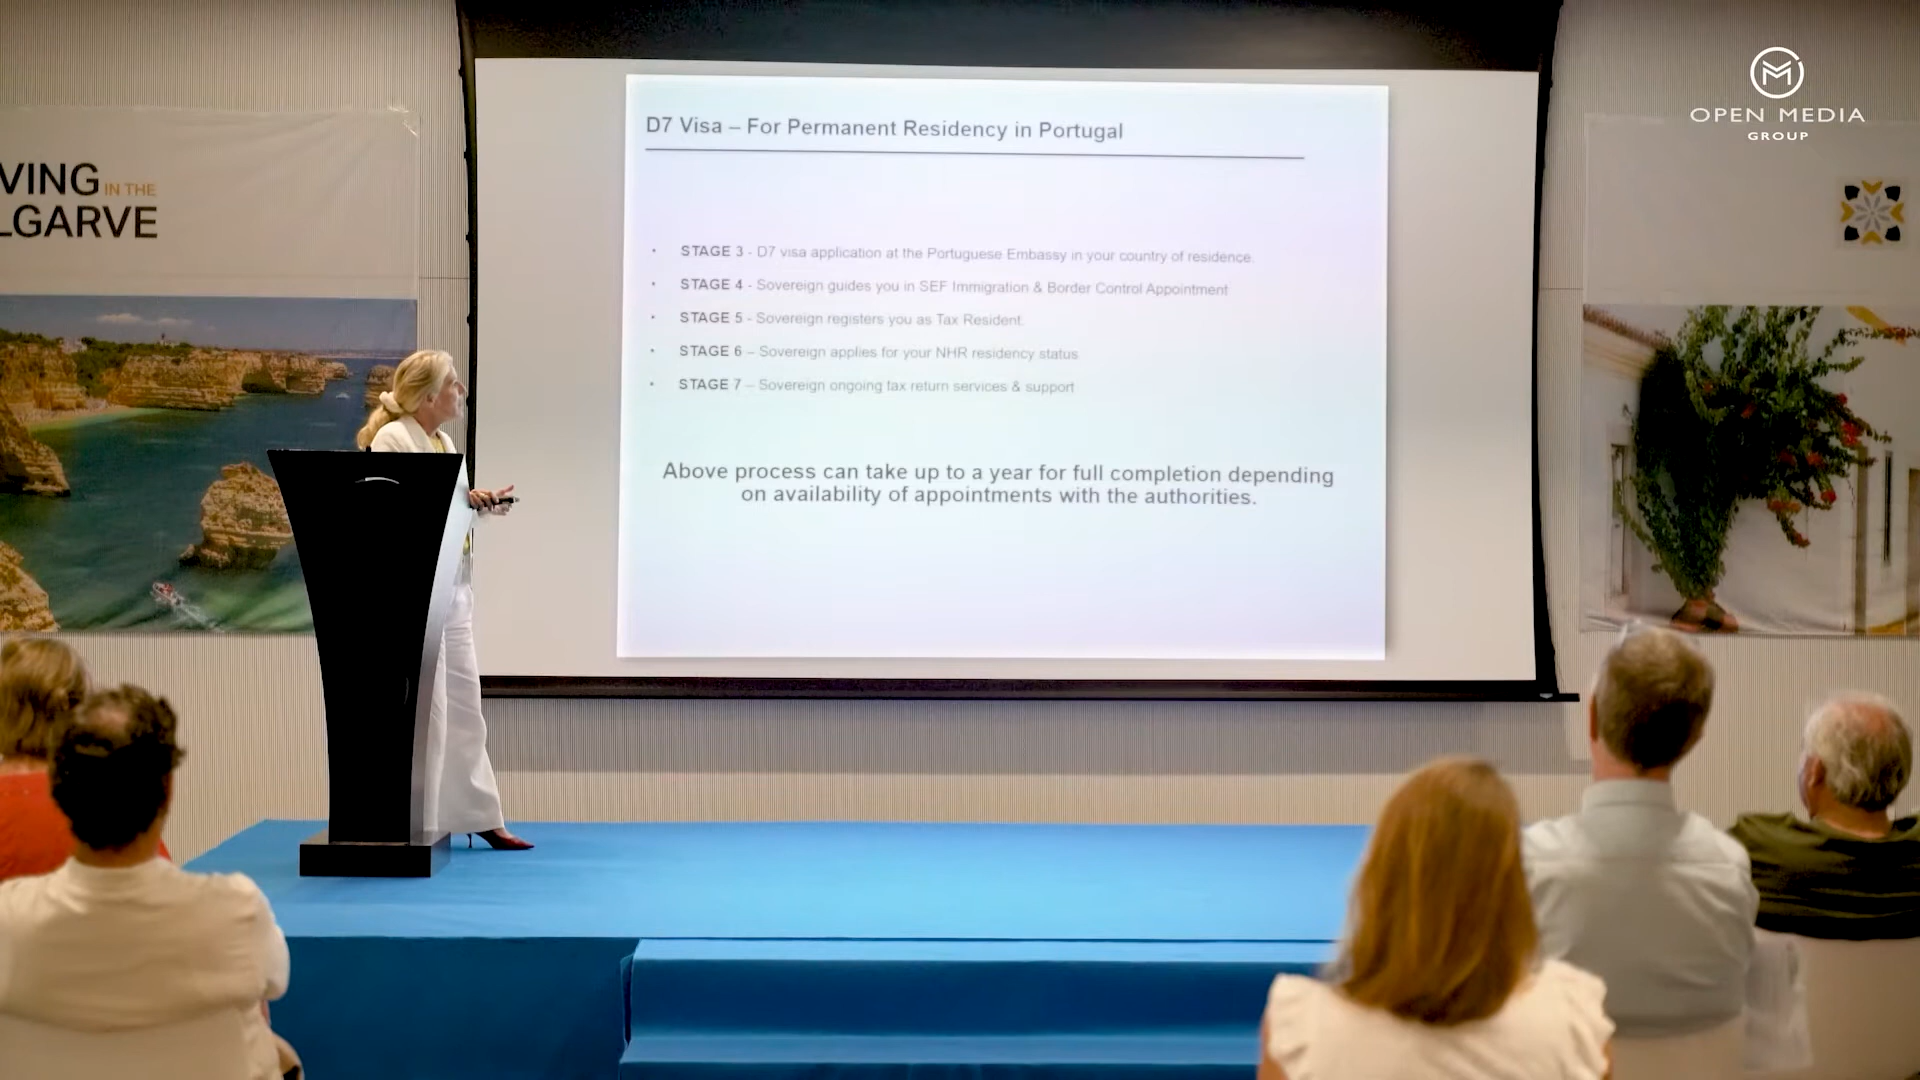 OPEN MEDIA
GROUP
VING IN THE
LGARVE
D7 Visa – For Permanent Residency in Portugal
• STAGE 3 - D7 visa application at the Portuguese Embassy in your country of residence.
• STAGE 4 - Sovereign guides you in SEF Immigration & Border Control Appointment
• STAGE 5 - Sovereign registers you as Tax Resident.
• STAGE 6 – Sovereign applies for your NHR residency status
• STAGE 7 – Sovereign ongoing tax return services & support
Above process can take up to a year for full completion depending
on availability of appointments with the authorities.